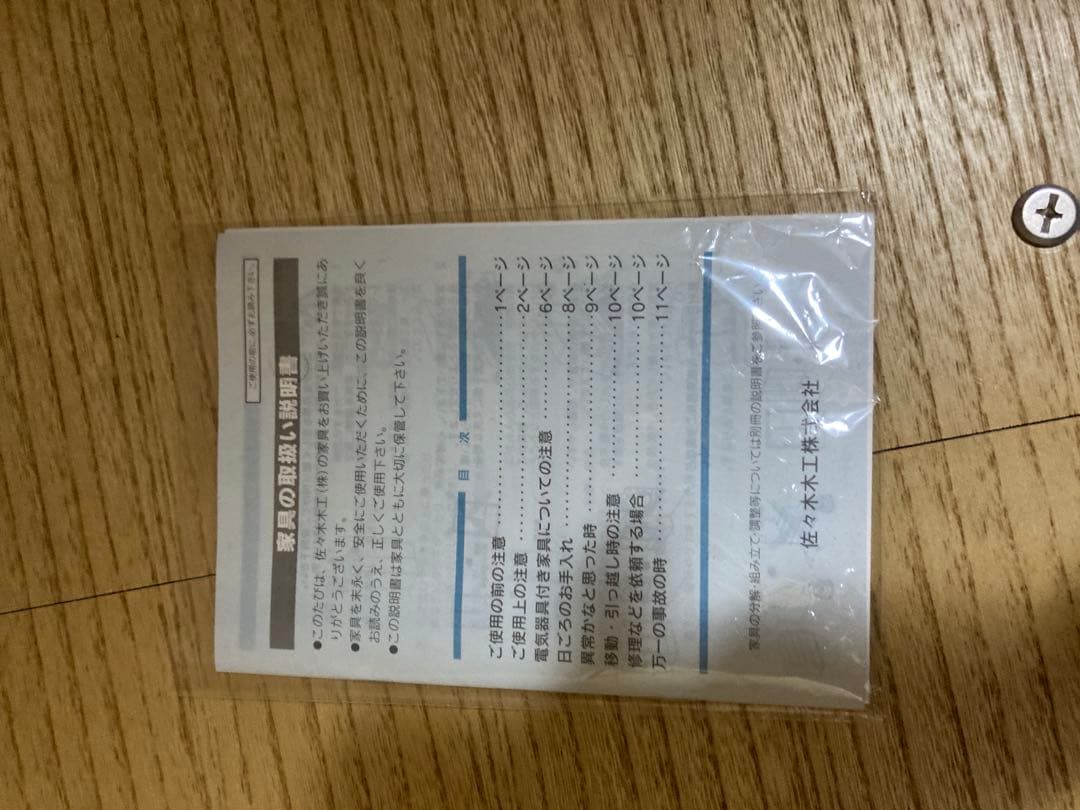 ご使用の前に必ずお読み下さい
家具の取扱い説明書
●このたびは、佐々木木工(株)の家具をお買い上げいただき誠にあ
りがとうございます。
●家具を末永く、安全にご使用いただくために、この説明書を良く
お読みのうえ、正しくご使用下さい。
●この説明書は家具とともに大切に保管して下さい。
目 次
ご使用の前の注意‥‥‥‥‥‥‥‥‥‥1ページ
ご使用上の注意‥‥‥‥‥‥‥‥‥‥‥2ページ
電気器具付き家具についての注意‥‥‥6ページ
日ごろのお手入れ‥‥‥‥‥‥‥‥‥‥8ページ
異常かなと思った時‥‥‥‥‥‥‥‥‥9ページ
移動・引っ越し時の注意‥‥‥‥‥‥‥10ページ
修理などを依頼する場合‥‥‥‥‥‥‥10ページ
万一の事故の時‥‥‥‥‥‥‥‥‥‥‥11ページ
家具の分解・組み立て・調整等については別冊の説明書をご参照下さい
佐々木木工株式会社